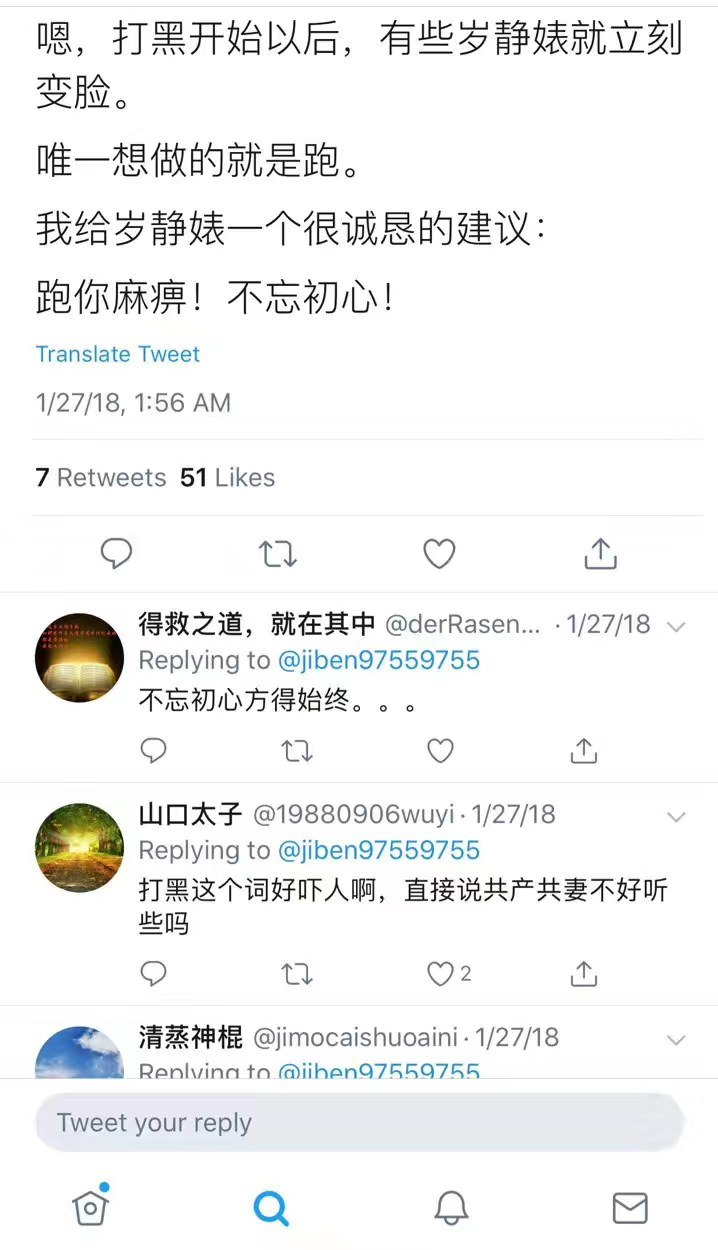 嗯，打黑开始以后，有些岁静婊就立刻
变脸。
唯一想做的就是跑。
我给岁静婊一个很诚恳的建议：
跑你麻痹！不忘初心！
Translate Tweet
1/27/18, 1:56 AM
7 Retweets 51 Likes
得救之道，就在其中 @derRasen... · 1/27/18
Replying to @jiben97559755
不忘初心方得始终。。。
山口太子 @19880906wuyi · 1/27/18
Replying to @jiben97559755
打黑这个词好吓人啊，直接说共产共妻不好听
些吗
2
清蒸神棍 @jimocaishuoaini · 1/27/18
Replying to @jiben97559755
Tweet your reply